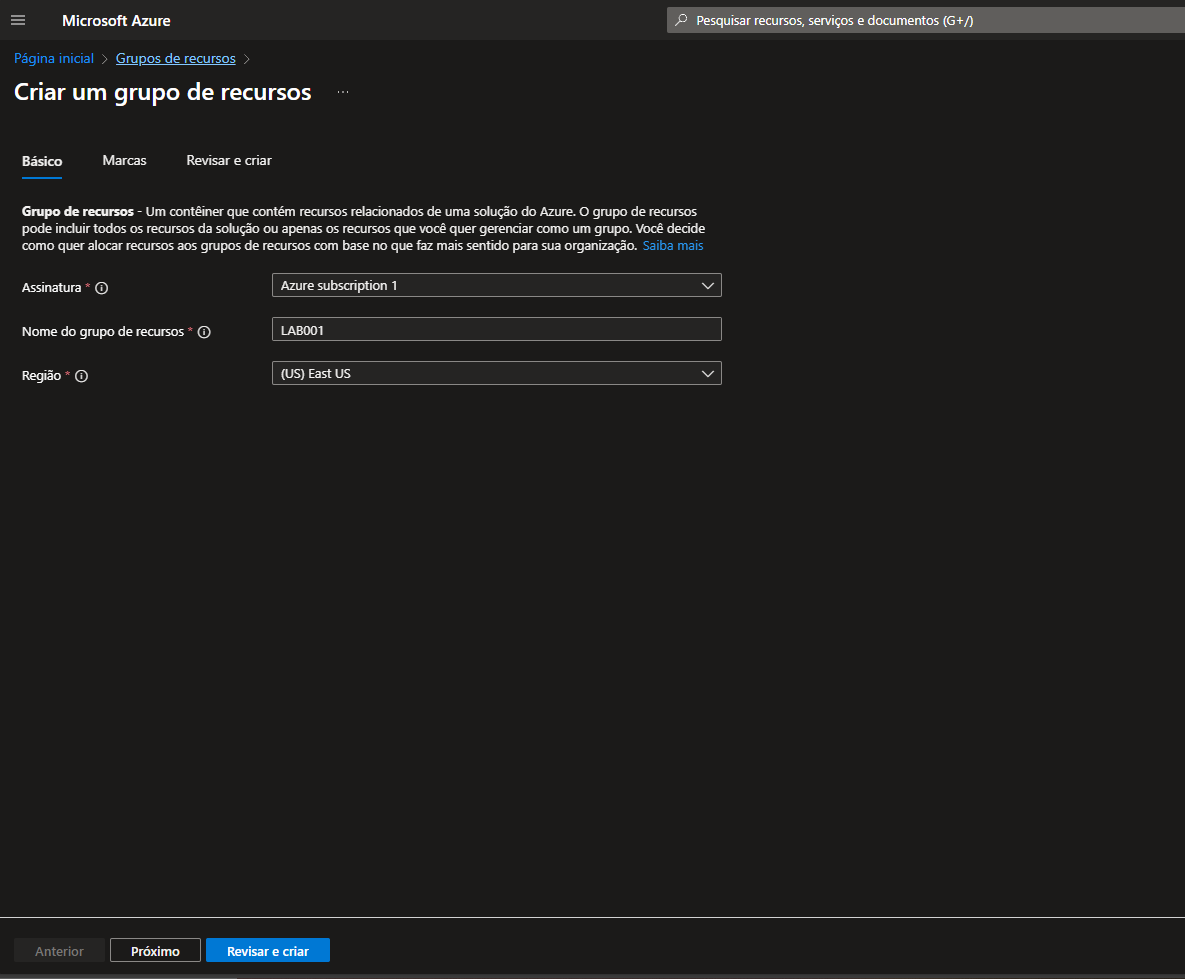 Microsoft Azure
Pesquisar recursos, serviços e documentos (G+/)
Página inicial > Grupos de recursos >
Criar um grupo de recursos ...
Básico Marcas Revisar e criar
Grupo de recursos - Um contêiner que contém recursos relacionados de uma solução do Azure. O grupo de recursos
pode incluir todos os recursos da solução ou apenas os recursos que você quer gerenciar como um grupo. Você decide
como quer alocar recursos aos grupos de recursos com base no que faz mais sentido para sua organização. Saiba mais
Assinatura *
Azure subscription 1
Nome do grupo de recursos *
LAB001
Região *
(US) East US
Anterior Próximo Revisar e criar